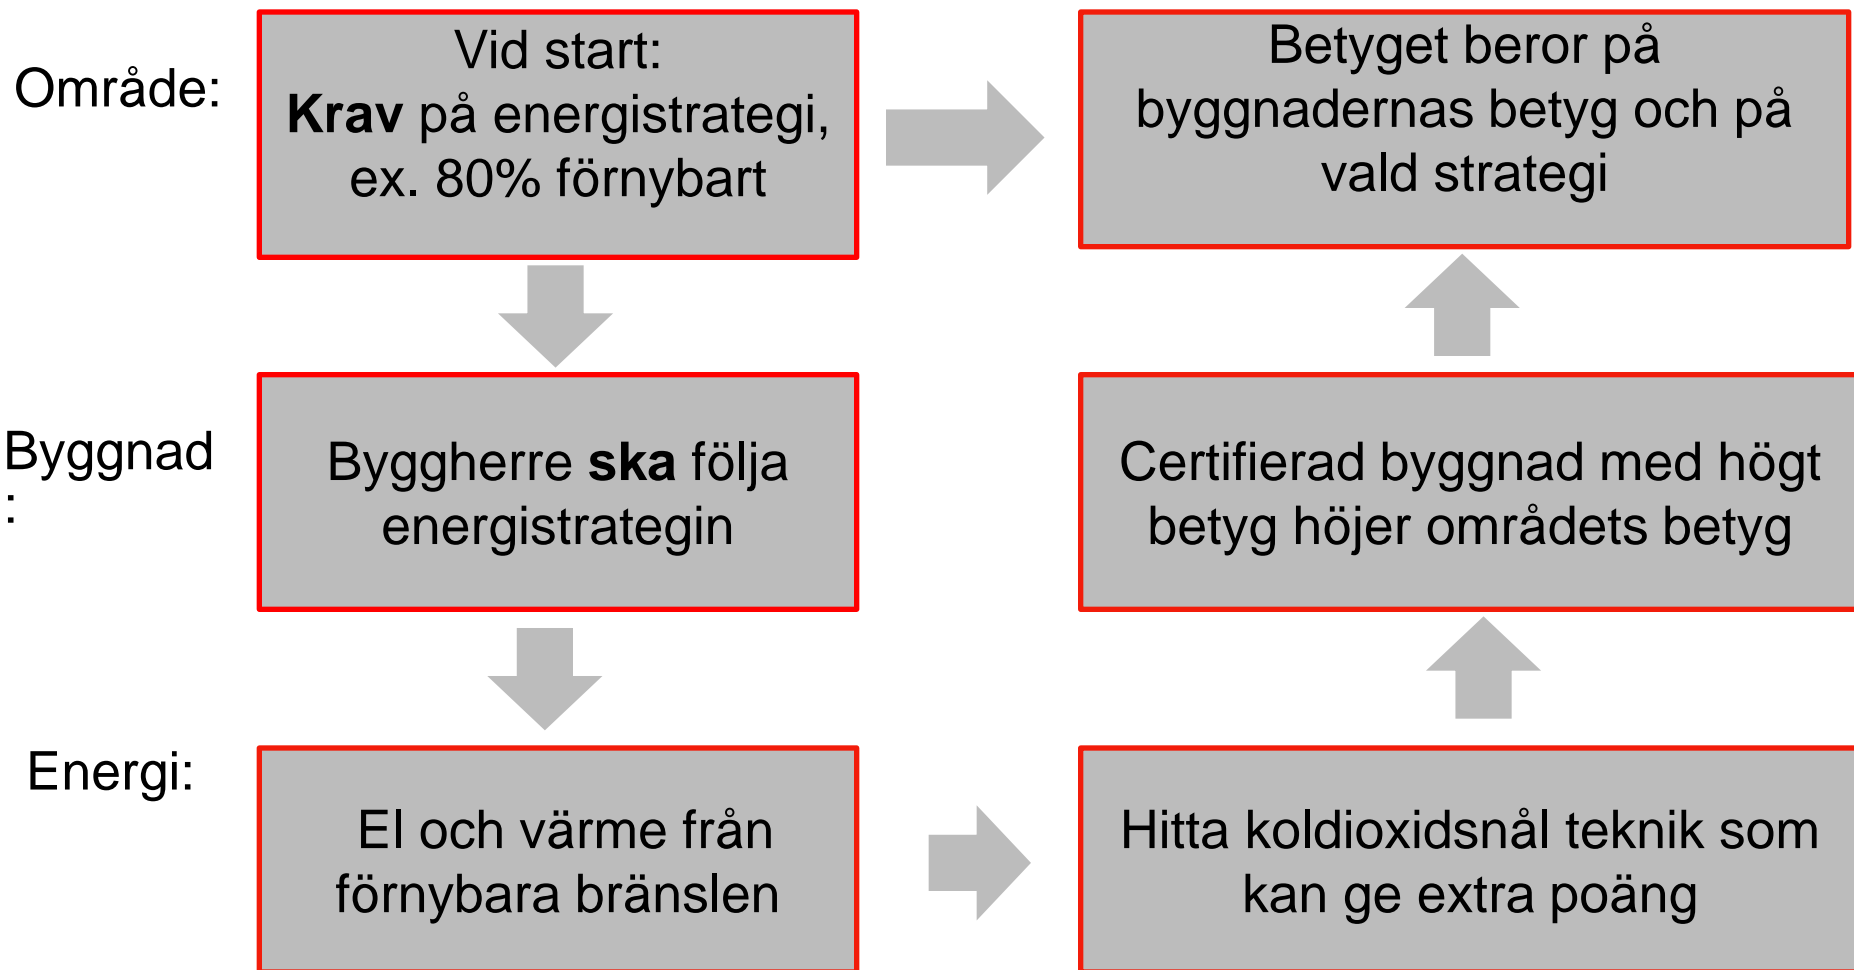 Område:
Vid start:
Krav på energistrategi,
ex. 80% förnybart
Betyget beror på
byggnadernas betyg och på
vald strategi
Byggnad
:
Byggherre ska följa
energistrategin
Certifierad byggnad med högt
betyg höjer områdets betyg
Energi:
El och värme från
förnybara bränslen
Hitta koldioxidsnål teknik som
kan ge extra poäng